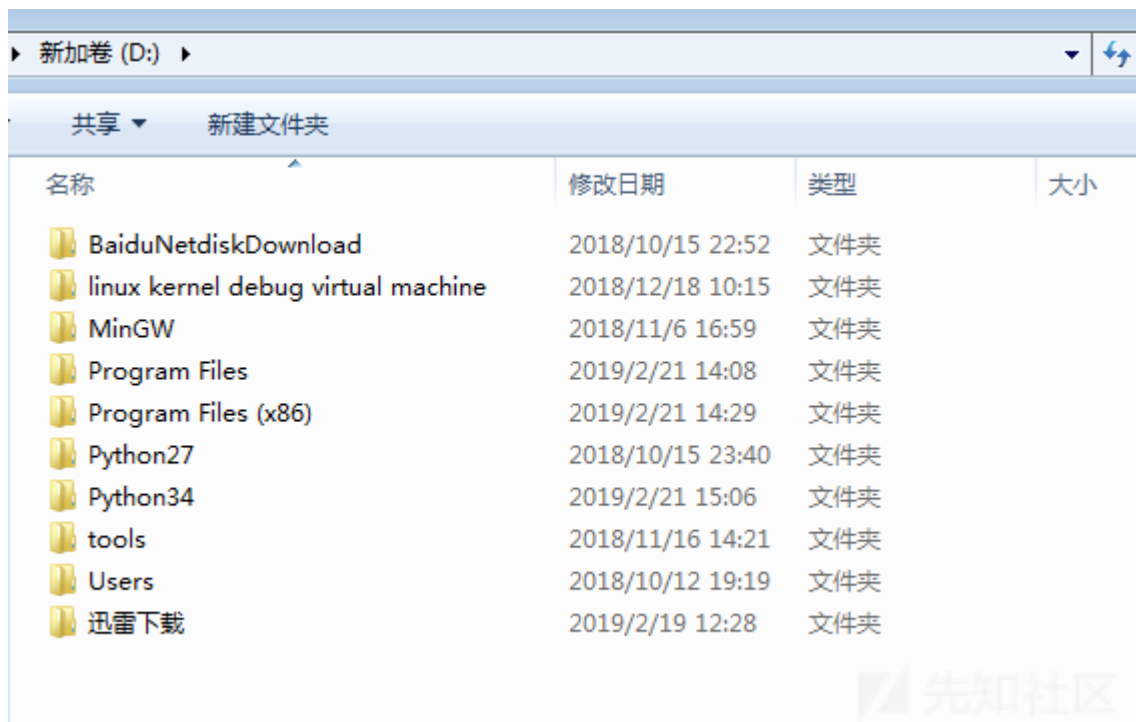 新加卷 (D:)
共享 新建文件夹
名称 修改日期 类型 大小
BaiduNetdiskDownload 2018/10/15 22:52 文件夹
linux kernel debug virtual machine 2018/12/18 10:15 文件夹
MinGW 2018/11/6 16:59 文件夹
Program Files 2019/2/21 14:08 文件夹
Program Files (x86) 2019/2/21 14:29 文件夹
Python27 2018/10/15 23:40 文件夹
Python34 2019/2/21 15:06 文件夹
tools 2018/11/16 14:21 文件夹
Users 2018/10/12 19:19 文件夹
迅雷下载 2019/2/19 12:28 文件夹
先知社区